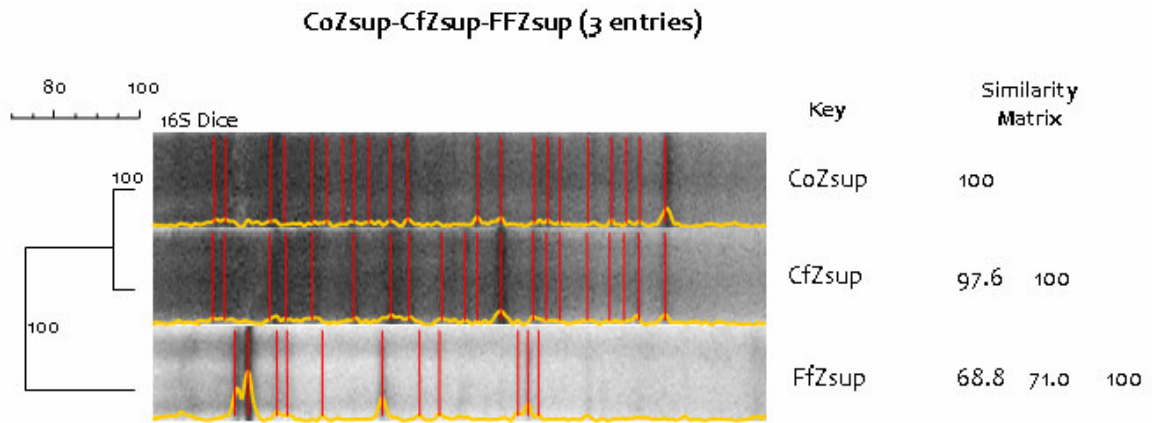 CoZsup-CfZsup-FFZsup (3 entries)
80 100
16S Dice
Key
Similarity
Matrix
100
CoZsup 100
CfZsup 97.6 100
100
FfZsup 68.8 71.0 100